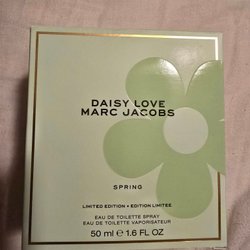 DAISY LOVE
MARC JACOBS
SPRING
LIMITED EDITION • EDITION LIMITEE
EAU DE TOILETTE SPRAY
EAU DE TOILETTE VAPORISATEUR
50 ml ℮ 1.6 FL OZ